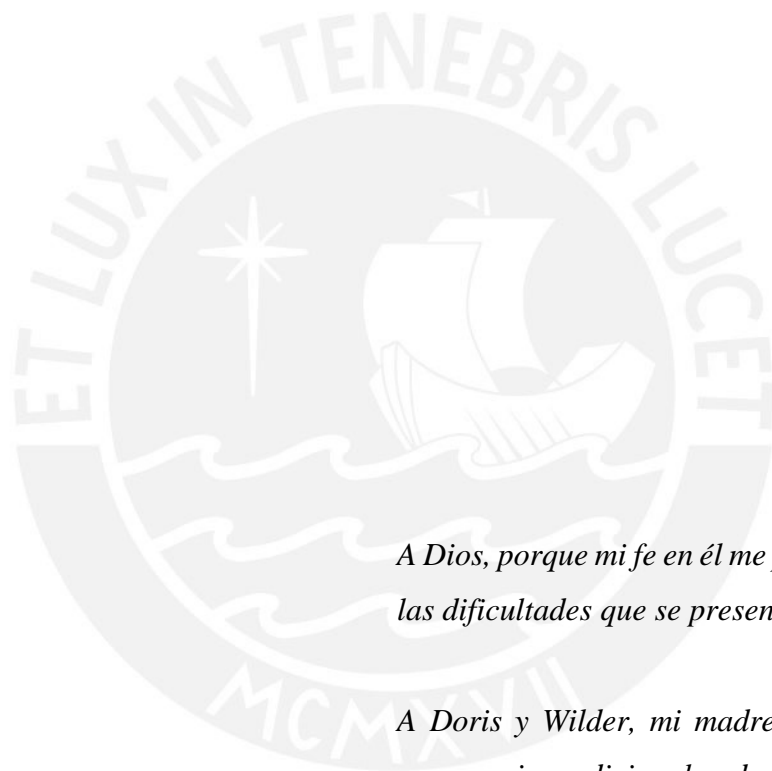 ET LUX IN TENEBRIS LUCET
A Dios, porque mi fe en él me
las dificultades que se presen
A Doris y Wilder, mi madre
MCMXVII